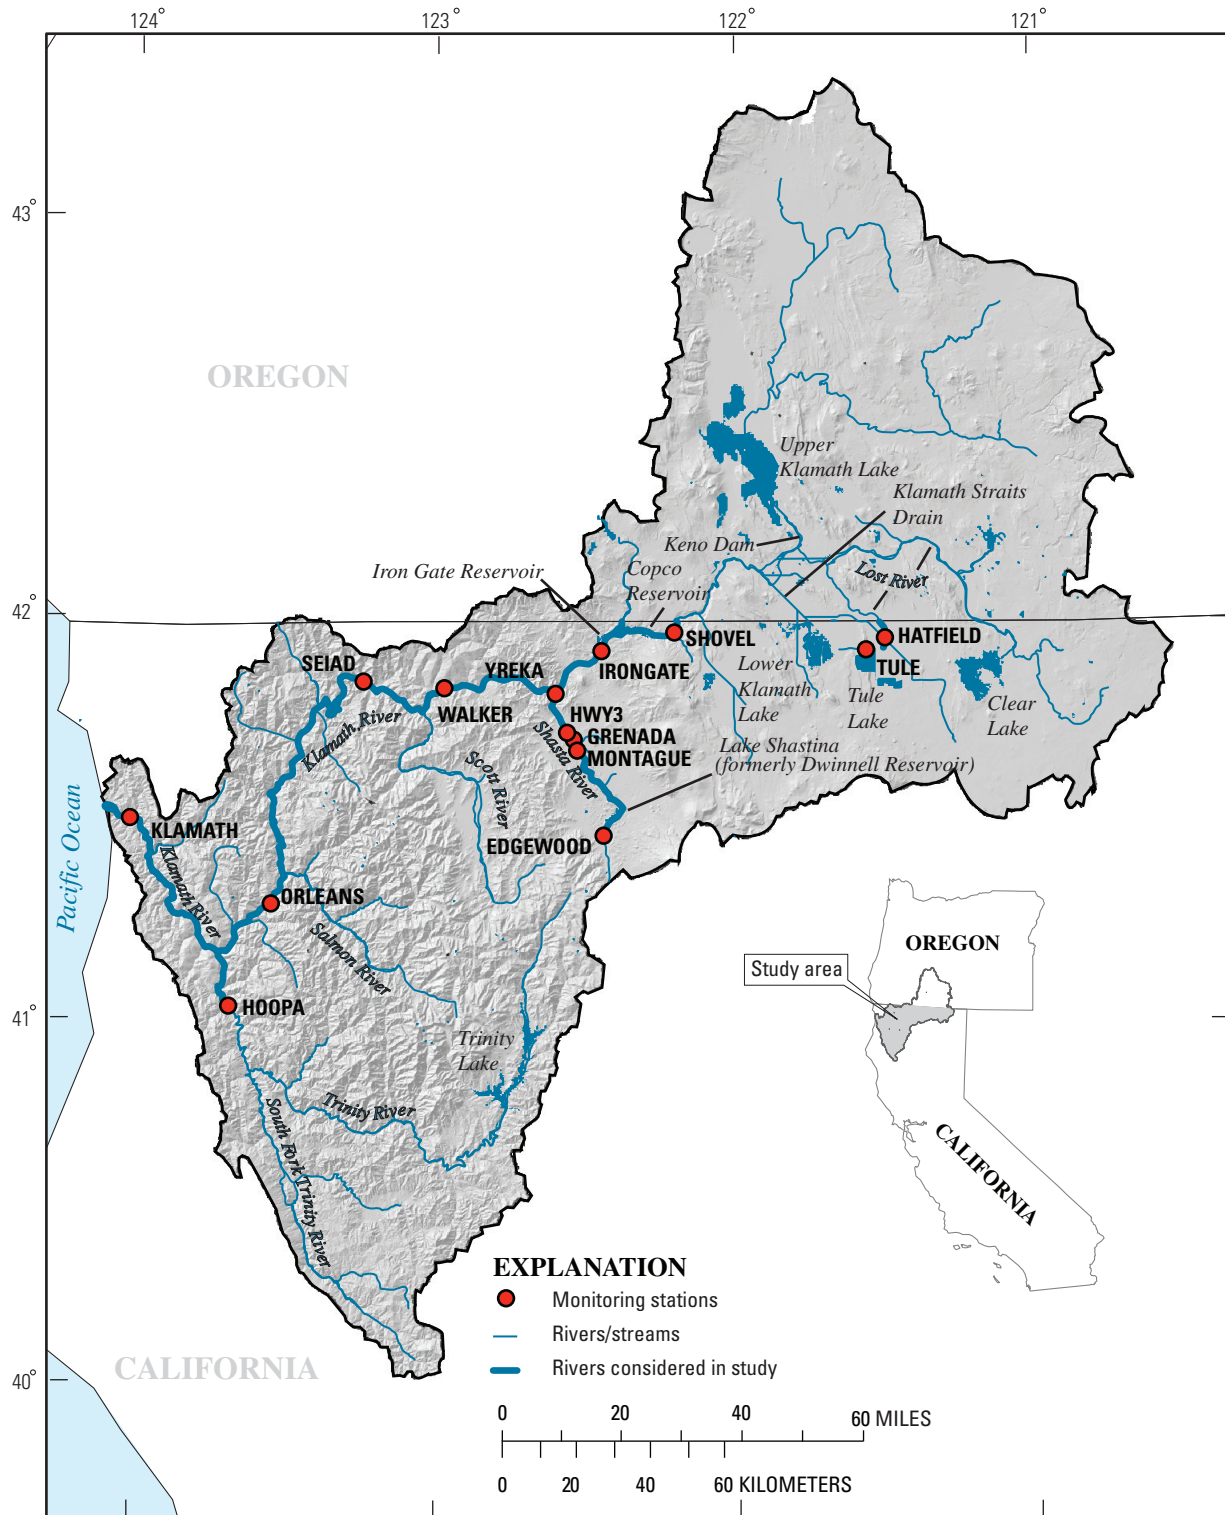 124°
123°
122°
121°
43°
OREGON
Upper
Klamath Lake
Klamath Straits
Drain
Keno Dam
Iron Gate Reservoir
Copco
Reservoir
Lost River
42°
SHOVEL
HATFIELD
SEIAD
YREKA
IRONGATE
TULE
WALKER
Lower
Klamath
Lake
Tule
Lake
Clear
Lake
HWY3
GRENADA
MONTAGUE
Klamath River
Shasta River
Scott River
Lake Shastina
(formerly Dwinnell Reservoir)
Pacific Ocean
KLAMATH
EDGEWOOD
Klamath River
ORLEANS
Salmon River
HOOPA
41°
Trinity
Lake
Trinity River
South Fork Trinity River
OREGON
Study area
CALIFORNIA
CALIFORNIA
40°
EXPLANATION
Monitoring stations
Rivers/streams
Rivers considered in study
0 20 40 60 MILES
0 20 40 60 KILOMETERS